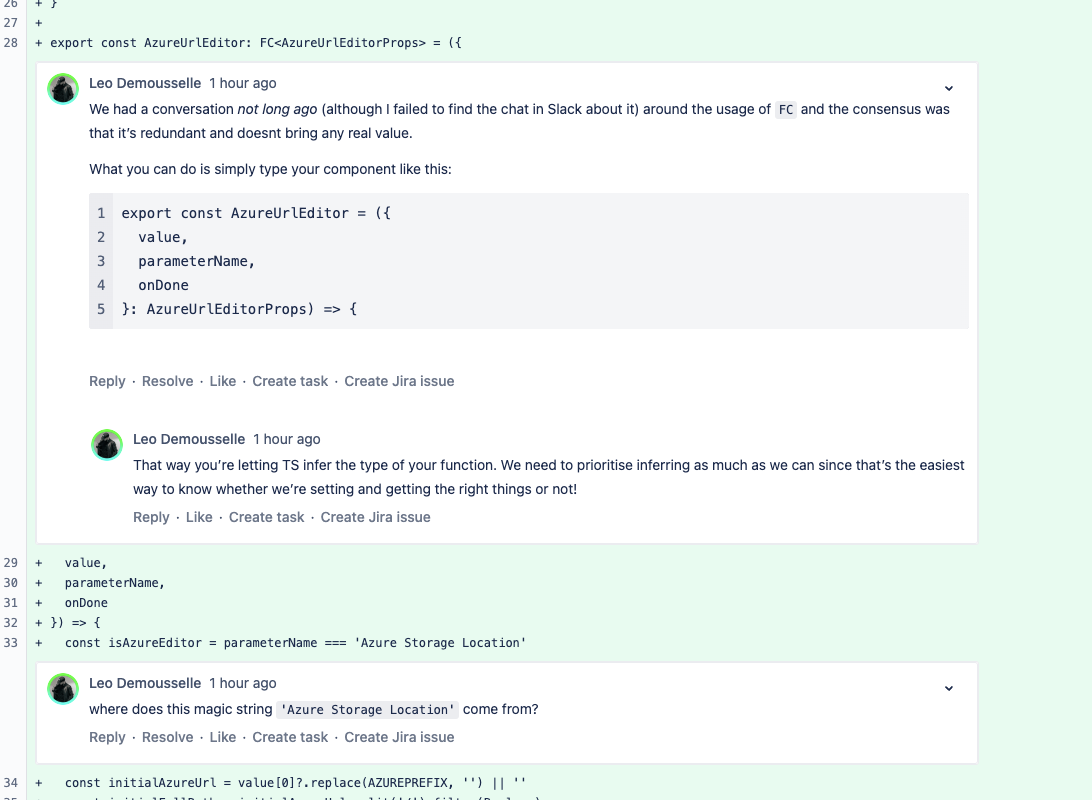 26 + }
27 +
28 + export const AzureUrlEditor: FC<AzureUrlEditorProps> = ({
Leo Demousselle 1 hour ago
We had a conversation not long ago (although I failed to find the chat in Slack about it) around the usage of FC and the consensus was
that it's redundant and doesnt bring any real value.
What you can do is simply type your component like this:
1 export const AzureUrlEditor = ({
2 value,
3 parameterName,
4 onDone
5 }: AzureUrlEditorProps) => {
Reply · Resolve · Like · Create task · Create Jira issue
Leo Demousselle 1 hour ago
That way you're letting TS infer the type of your function. We need to prioritise inferring as much as we can since that's the easiest
way to know whether we're setting and getting the right things or not!
Reply · Like · Create task · Create Jira issue
29 + value,
30 + parameterName,
31 + onDone
32 + }) => {
33 + const isAzureEditor = parameterName === 'Azure Storage Location'
Leo Demousselle 1 hour ago
where does this magic string 'Azure Storage Location' come from?
Reply · Resolve · Like · Create task · Create Jira issue
34 + const initialAzureUrl = value[0]?.replace(AZUREPREFIX, '') || ''